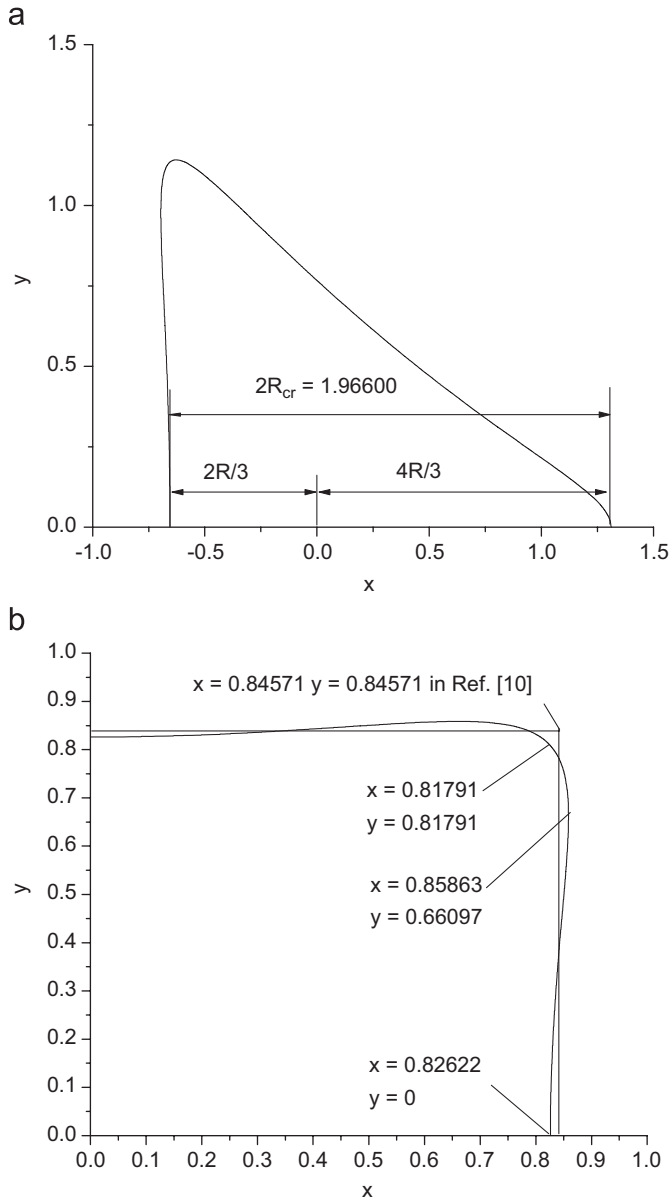 a
1.5
1.0
y
0.5
2R_cr = 1.96600
2R/3 4R/3
0.0
-1.0 -0.5 0.0 0.5 1.0 1.5
x
b
1.0
x = 0.84571 y = 0.84571 in Ref. [10]
0.9
0.8
x = 0.81791
0.7
y = 0.81791
0.6
x = 0.85863
y
0.5
y = 0.66097
0.4
0.3
0.2
x = 0.82622
0.1
y = 0
0.0
0.0 0.1 0.2 0.3 0.4 0.5 0.6 0.7 0.8 0.9 1.0
x